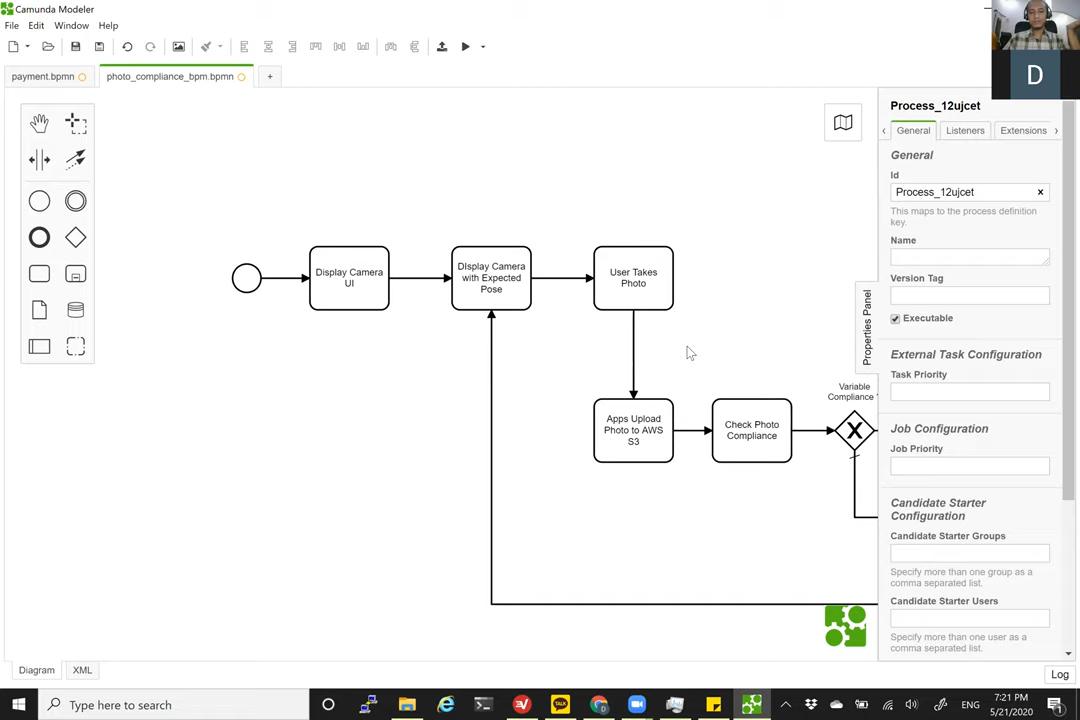 Camunda Modeler
File Edit Window Help
payment.bpmn photo_compliance_bpm.bpmn +
D
Process_12ujcet
General Listeners Extensions
General
Id
Process_12ujcet
This maps to the process definition
key.
Name
Version Tag
Executable
External Task Configuration
Task Priority
Job Configuration
Job Priority
Candidate Starter
Configuration
Candidate Starter Groups
Specify more than one group as a
comma separated list.
Candidate Starter Users
Specify more than one user as a
comma separated list.
Properties Panel
Display Camera
UI
DIsplay Camera
with Expected
Pose
User Takes
Photo
Apps Upload
Photo to AWS
S3
Check Photo
Compliance
Variable
Compliance
X
Diagram XML
Log
Type here to search
TALK
ENG
7:21 PM
5/21/2020
1